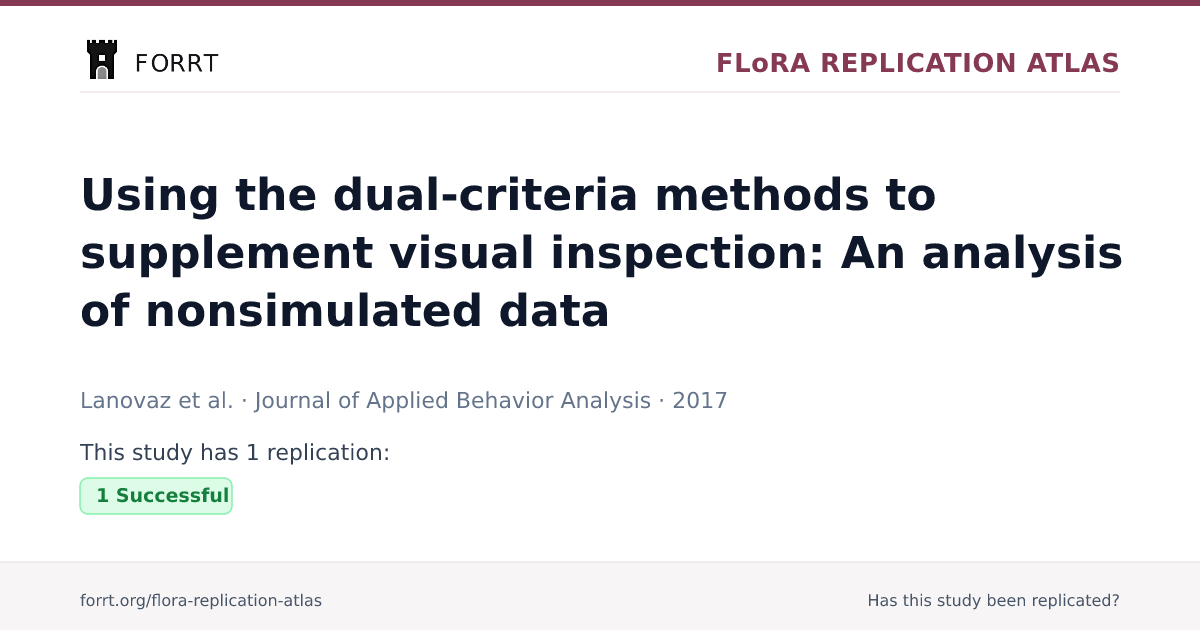 FORRT
FLoRA REPLICATION ATLAS
Using the dual-criteria methods to
supplement visual inspection: An analysis
of nonsimulated data
Lanovaz et al. · Journal of Applied Behavior Analysis · 2017
This study has 1 replication:
1 Successful
forrt.org/flora-replication-atlas
Has this study been replicated?